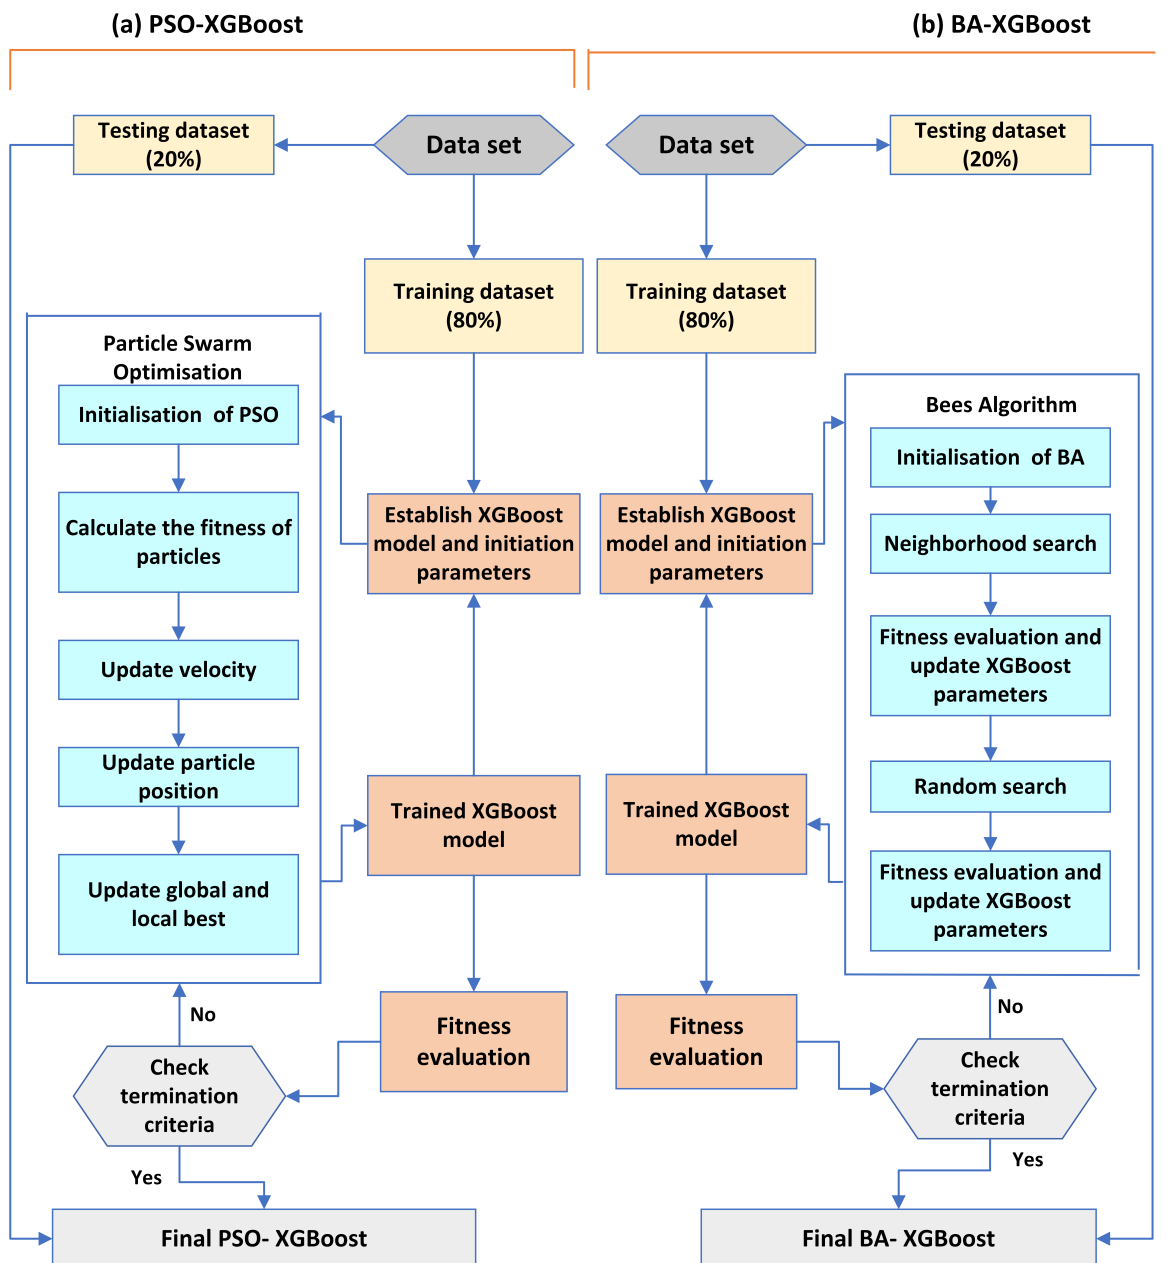 (a) PSO-XGBoost
Testing dataset
(20%)
Data set
Training dataset
(80%)
Particle Swarm
Optimisation
Initialisation of PSO
Calculate the fitness of
particles
Update velocity
Update particle
position
Update global and
local best
Establish XGBoost
model and initiation
parameters
Trained XGBoost
model
Fitness
evaluation
No
Check
termination
criteria
Yes
Final PSO- XGBoost
(b) BA-XGBoost
Data set
Testing dataset
(20%)
Training dataset
(80%)
Bees Algorithm
Initialisation of BA
Neighborhood search
Fitness evaluation and
update XGBoost
parameters
Random search
Fitness evaluation and
update XGBoost
parameters
Establish XGBoost
model and initiation
parameters
Trained XGBoost
model
Fitness
evaluation
No
Check
termination
criteria
Yes
Final BA- XGBoost